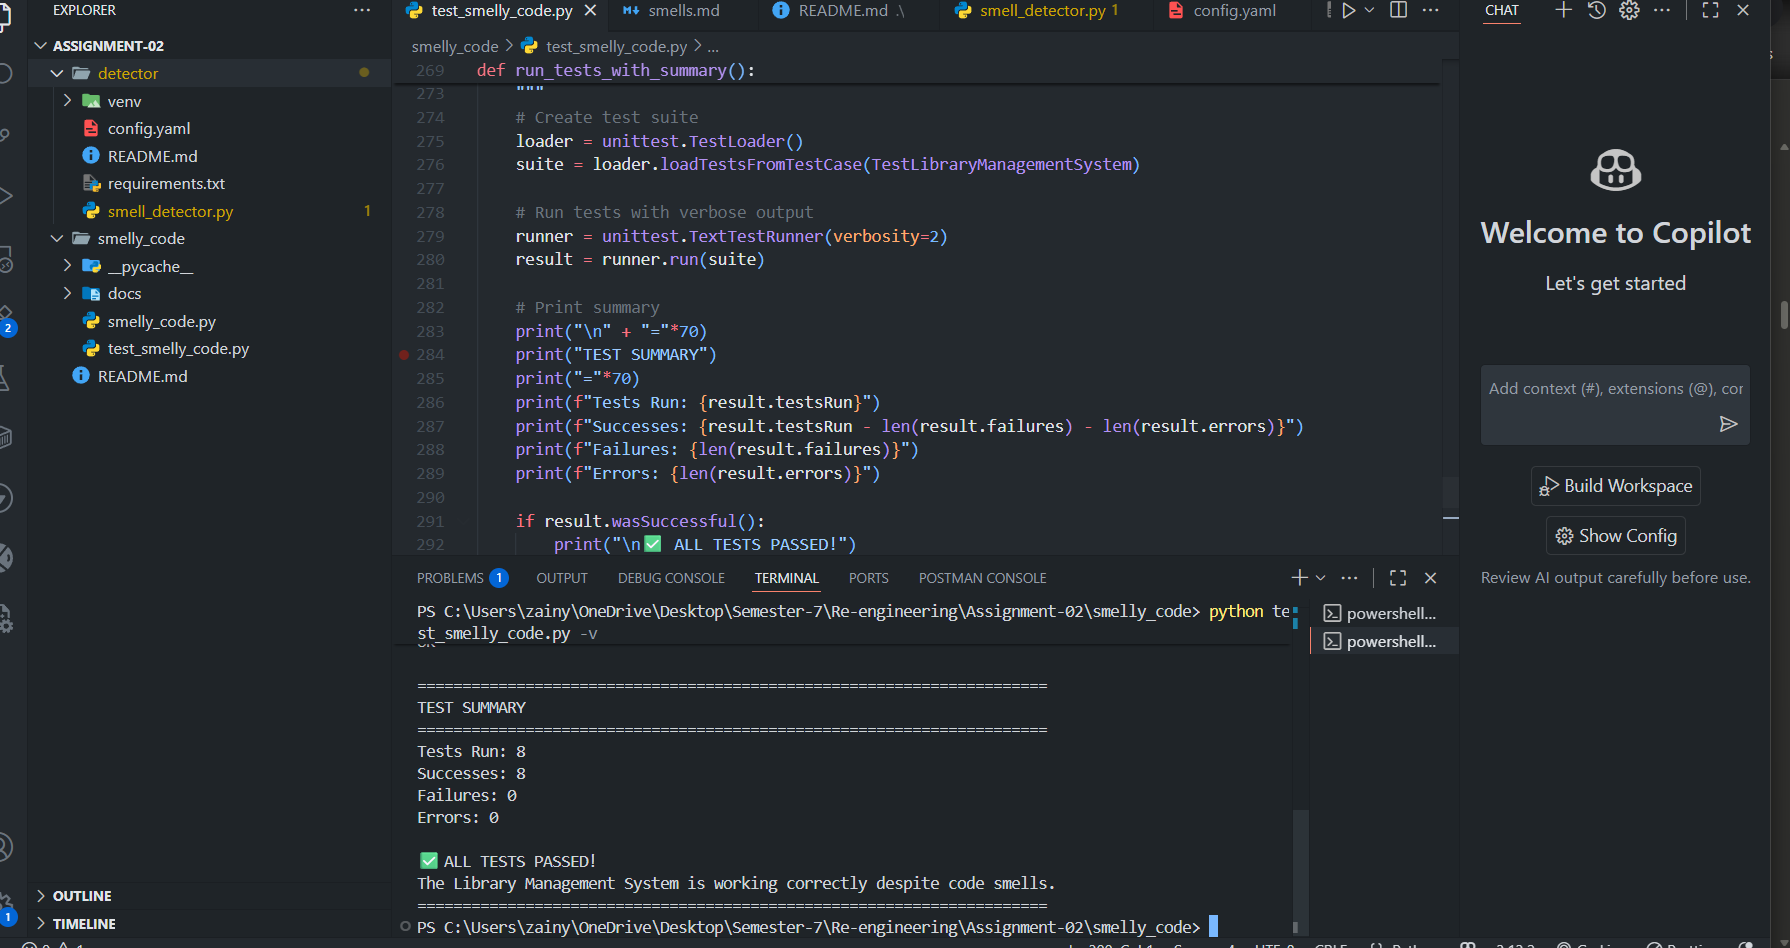 EXPLORER
ASSIGNMENT-02
detector
venv
config.yaml
README.md
requirements.txt
smell_detector.py 1
smelly_code
__pycache__
docs
smelly_code.py
test_smelly_code.py
README.md
OUTLINE
TIMELINE
2
1
test_smelly_code.py
smells.md
README.md .\
smell_detector.py 1
config.yaml
smelly_code > test_smelly_code.py > ...
269 def run_tests_with_summary():
273 """
274 # Create test suite
275 loader = unittest.TestLoader()
276 suite = loader.loadTestsFromTestCase(TestLibraryManagementSystem)
277
278 # Run tests with verbose output
279 runner = unittest.TextTestRunner(verbosity=2)
280 result = runner.run(suite)
281
282 # Print summary
283 print("\n" + "="*70)
284 print("TEST SUMMARY")
285 print("="*70)
286 print(f"Tests Run: {result.testsRun}")
287 print(f"Successes: {result.testsRun - len(result.failures) - len(result.errors)}")
288 print(f"Failures: {len(result.failures)}")
289 print(f"Errors: {len(result.errors)}")
290
291 if result.wasSuccessful():
292 print("\n✅ ALL TESTS PASSED!")
PROBLEMS 1 OUTPUT DEBUG CONSOLE TERMINAL PORTS POSTMAN CONSOLE
PS C:\Users\zainy\OneDrive\Desktop\Semester-7\Re-engineering\Assignment-02\smelly_code> python te
st_smelly_code.py -v
======================================================================
TEST SUMMARY
======================================================================
Tests Run: 8
Successes: 8
Failures: 0
Errors: 0
✅ ALL TESTS PASSED!
The Library Management System is working correctly despite code smells.
======================================================================
PS C:\Users\zainy\OneDrive\Desktop\Semester-7\Re-engineering\Assignment-02\smelly_code>
powershell...
powershell...
CHAT
Welcome to Copilot
Let's get started
Add context (#), extensions (@), cor
Build Workspace
Show Config
Review AI output carefully before use.